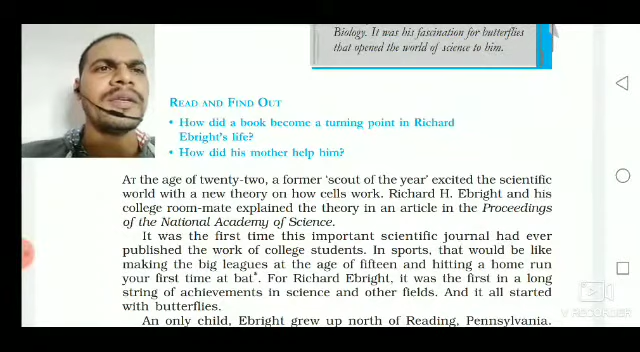 Biology. It was his fascination for butterflies
that opened the world of science to him.
READ AND FIND OUT
• How did a book become a turning point in Richard
Ebright's life?
• How did his mother help him?
AT the age of twenty-two, a former 'scout of the year' excited the scientific
world with a new theory on how cells work. Richard H. Ebright and his
college room-mate explained the theory in an article in the Proceedings
of the National Academy of Science.
It was the first time this important scientific journal had ever
published the work of college students. In sports, that would be like
making the big leagues at the age of fifteen and hitting a home run
your first time at bat*. For Richard Ebright, it was the first in a long
string of achievements in science and other fields. And it all started
with butterflies.
An only child, Ebright grew up north of Reading, Pennsylvania.
V RECORDER